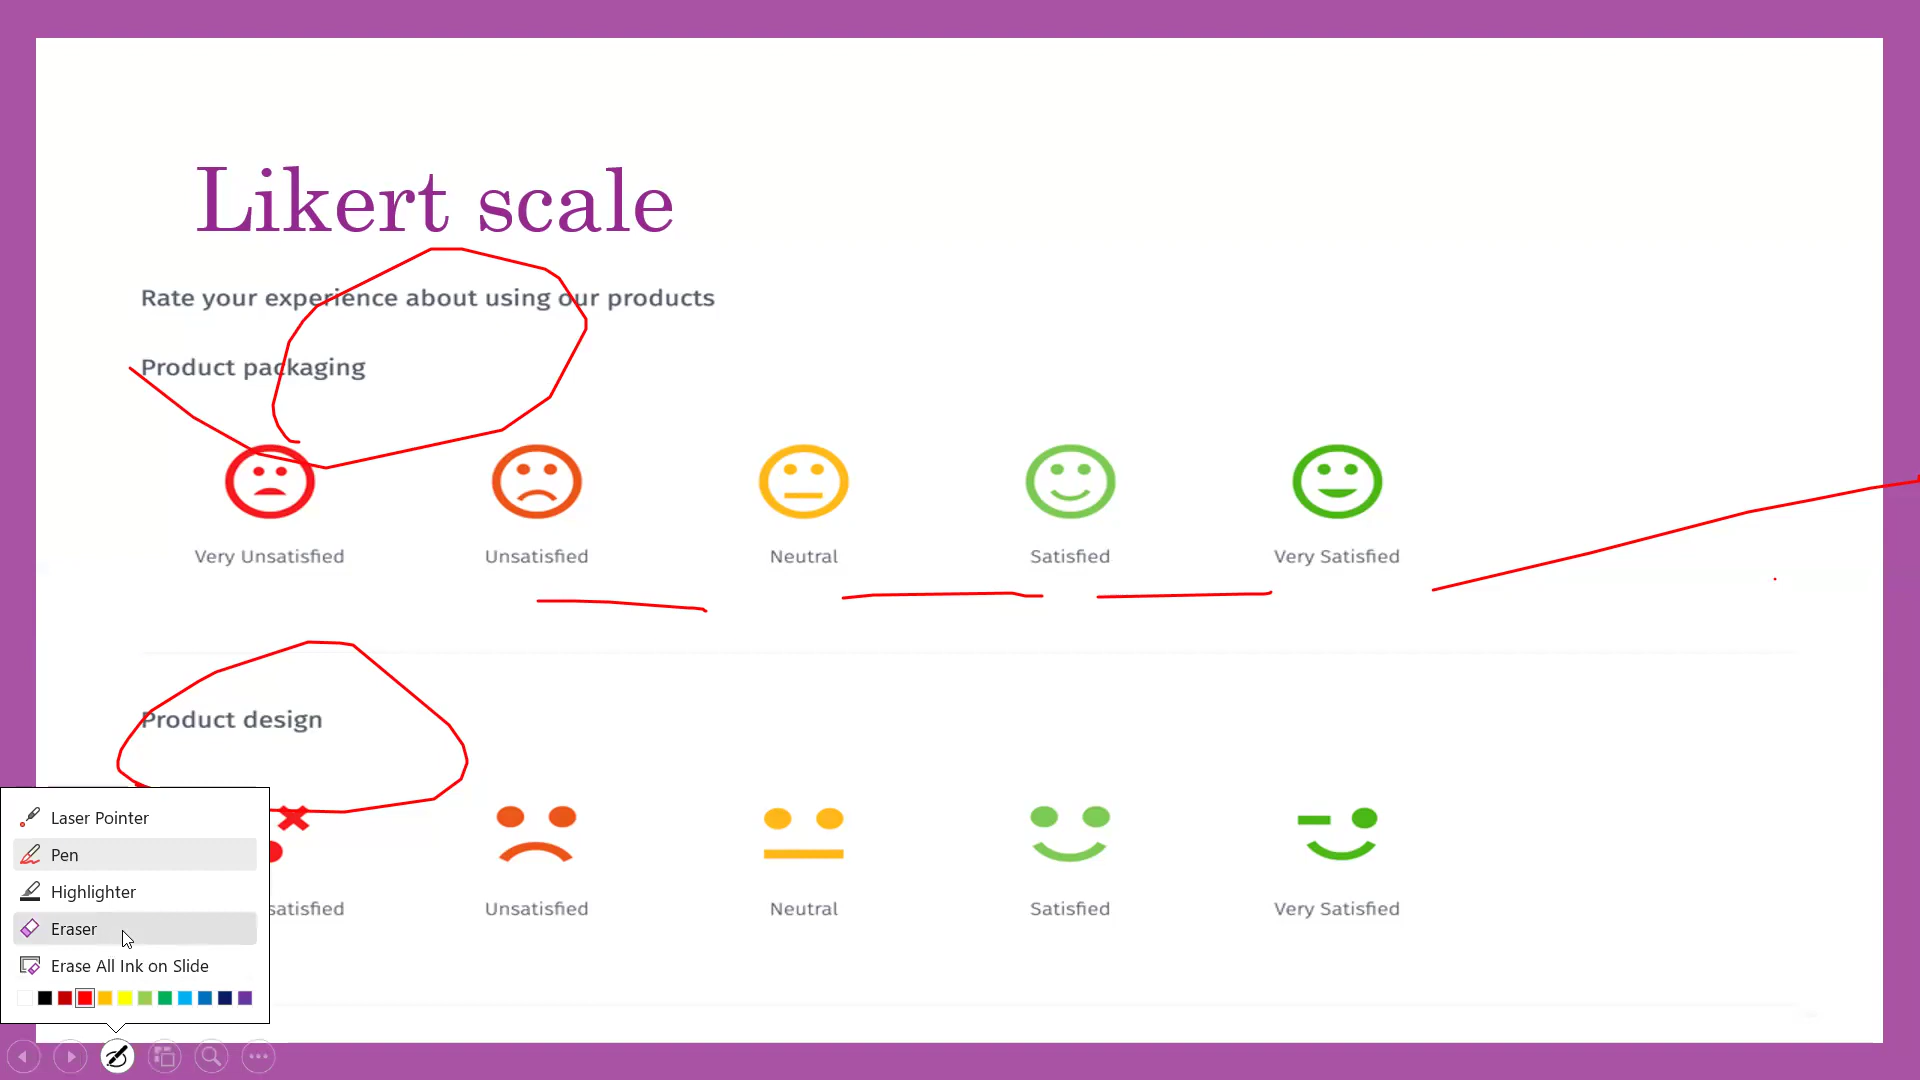 Likert scale
Rate your experience about using our products
Product packaging
Very Unsatisfied Unsatisfied Neutral Satisfied Very Satisfied
Product design
satisfied Unsatisfied Neutral Satisfied Very Satisfied
Laser Pointer
Pen
Highlighter
Eraser
Erase All Ink on Slide